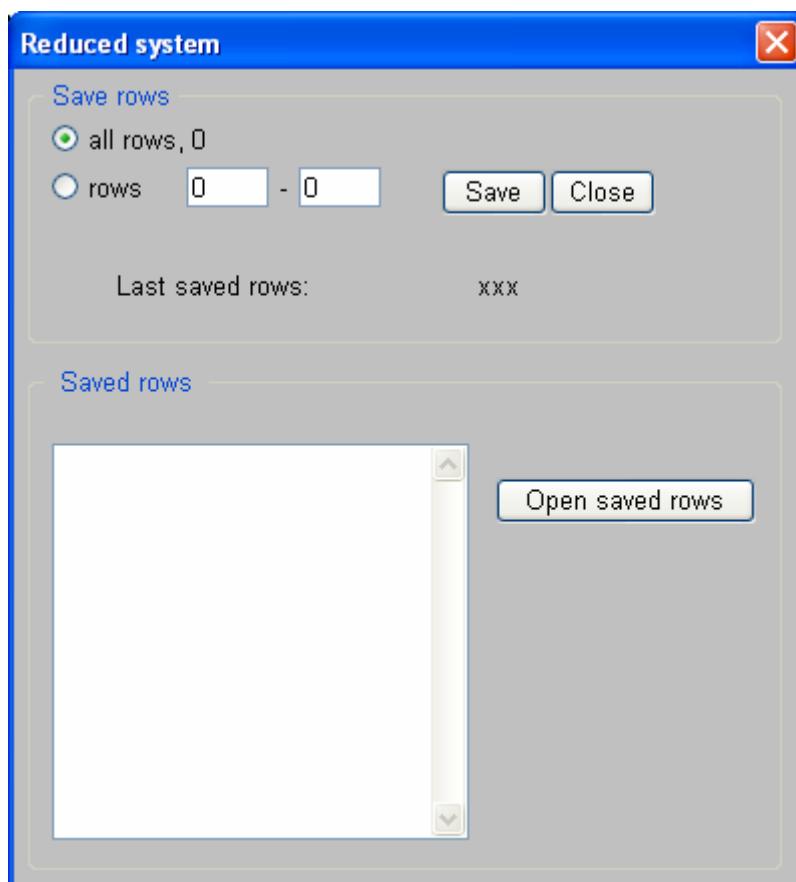 Reduced system
Save rows
all rows, 0
rows 0 - 0 Save Close
Last saved rows: xxx
Saved rows
Open saved rows